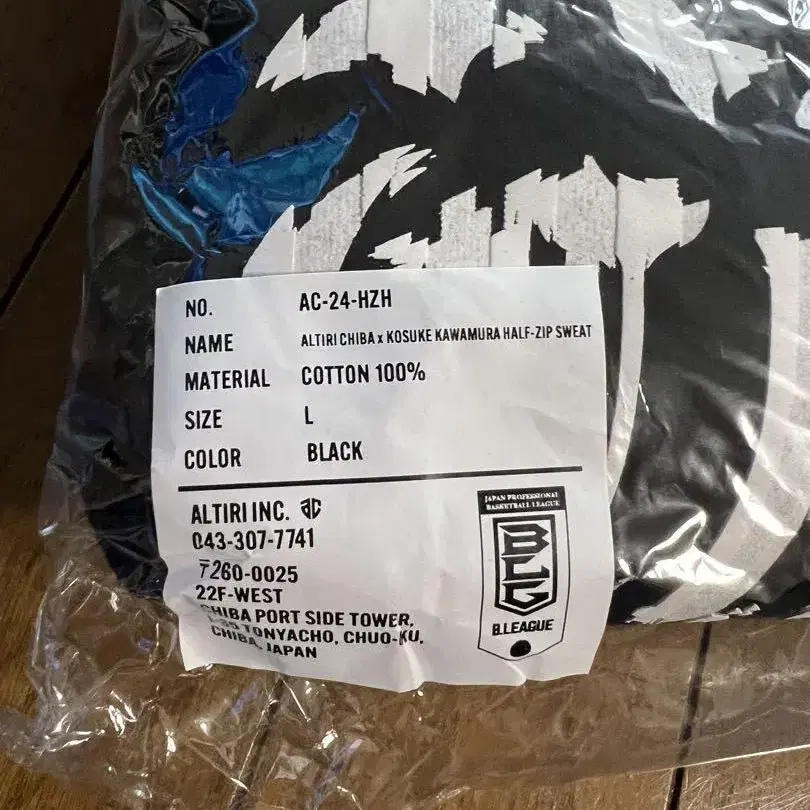 NO. AC-24-HZH
NAME ALTIRI CHIBA x KOSUKE KAWAMURA HALF-ZIP SWEAT
MATERIAL COTTON 100%
SIZE L
COLOR BLACK
ALTIRI INC.
043-307-7741
〒260-0025
22F-WEST
CHIBA PORT SIDE TOWER,
TONYACHO, CHUO-KU,
CHIBA, JAPAN
JAPAN PROFESSIONAL
BASKETBALL LEAGUE
BLG
B.LEAGUE